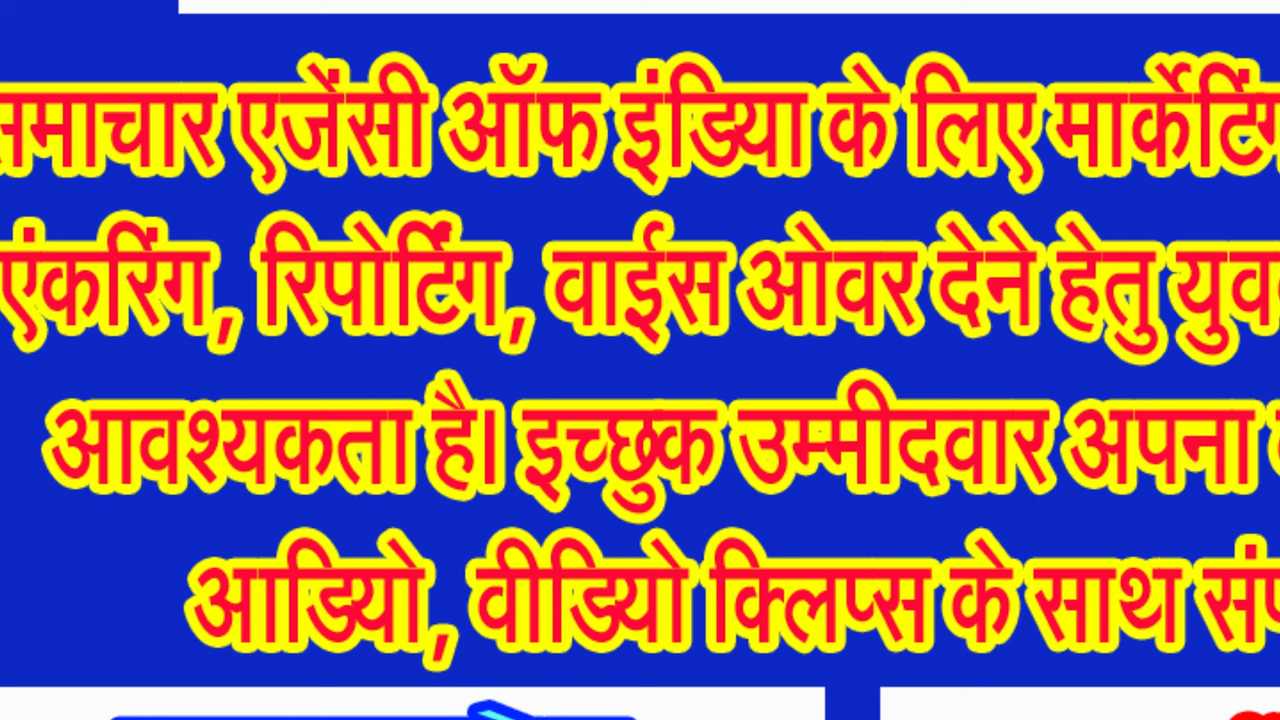 समाचार एजेंसी ऑफ इंडिया के लिए मार्केटिंग
एंकरिंग, रिपोर्टिंग, वाईस ओवर देने हेतु
आवश्यकता है। इच्छुक उम्मीदवार अपना
आडियो, वीडियो क्लिप्स के साथ